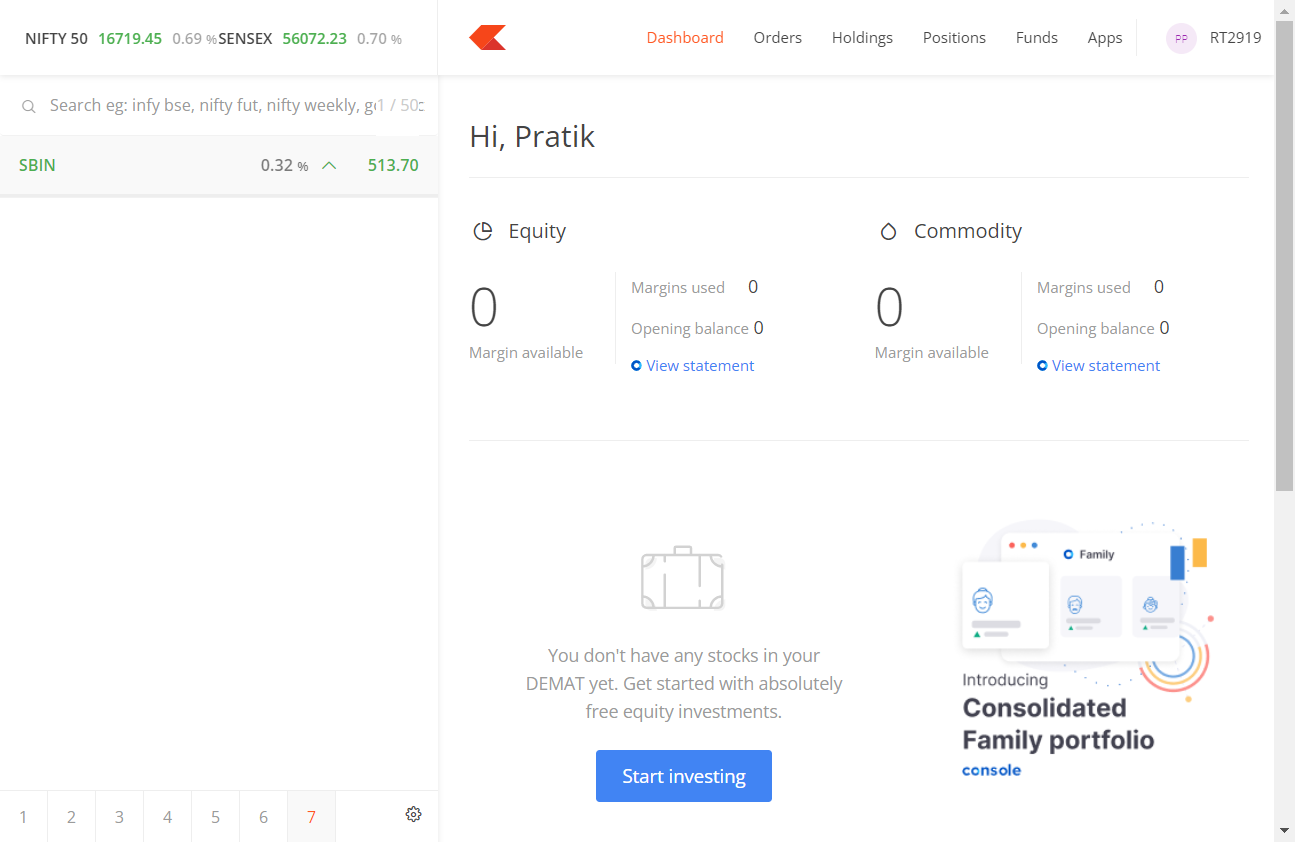 NIFTY 50 16719.45 0.69 % SENSEX 56072.23 0.70 %
Dashboard Orders Holdings Positions Funds Apps PP RT2919
Search eg: infy bse, nifty fut, nifty weekly, 1 / 50
SBIN 0.32 % 513.70
Hi, Pratik
Equity
0
Margin available
Margins used 0
Opening balance 0
View statement
Commodity
0
Margin available
Margins used 0
Opening balance 0
View statement
You don't have any stocks in your
DEMAT yet. Get started with absolutely
free equity investments.
Start investing
Family
Introducing
Consolidated
Family portfolio
console
1 2 3 4 5 6 7